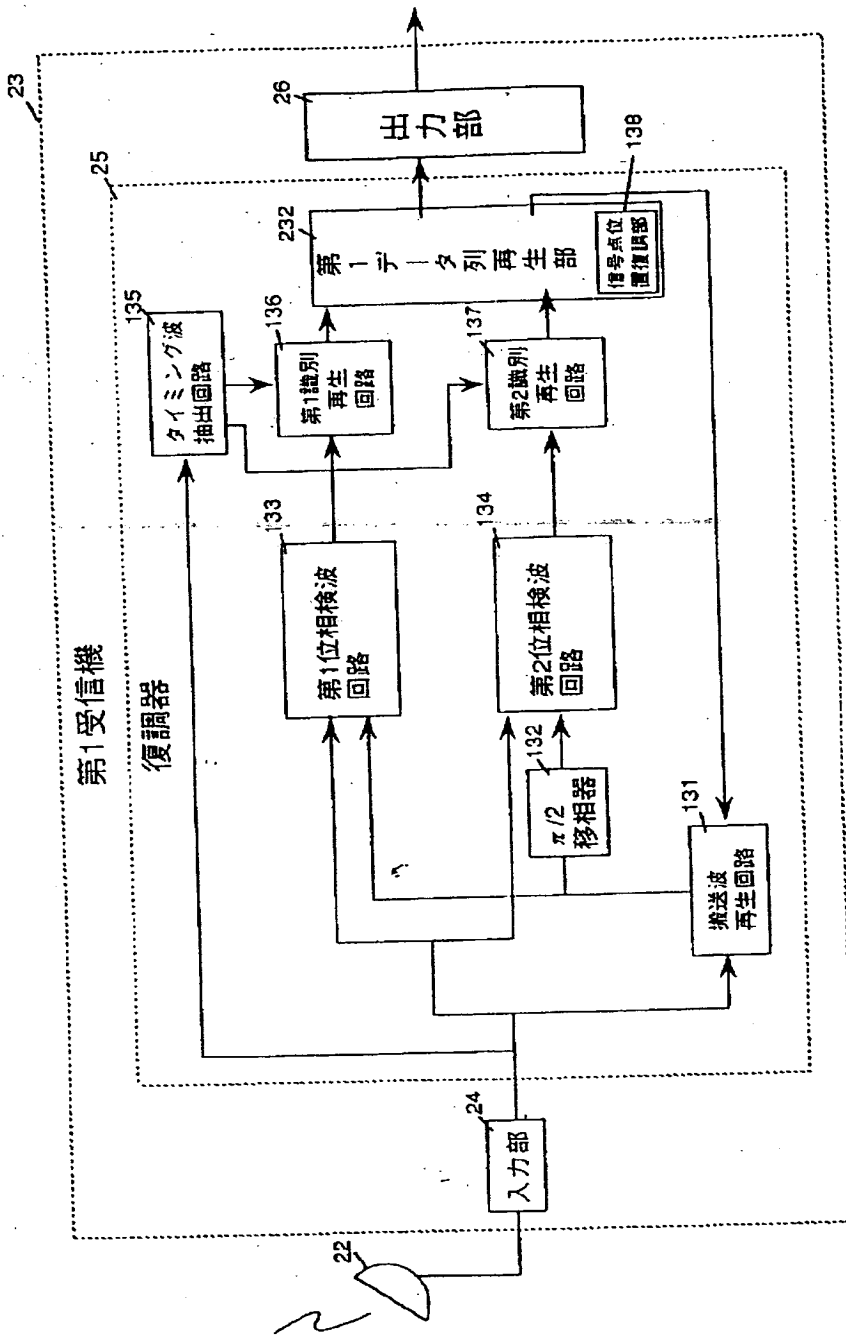 第1受信機
23
復調器
25
22
入力部
24
タイミング波
抽出回路
135
第1位相検波
回路
133
第1識別
再生
回路
136
第2位相検波
回路
134
第2識別
再生
回路
137
π/2
移相器
132
搬送波
再生回路
131
第1データ列再生部
232
信号点位
置復調部
138
出力部
26